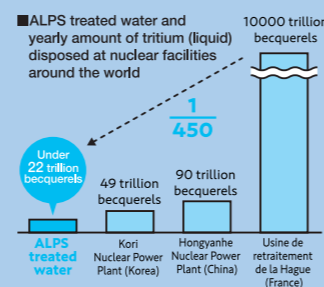 ■ALPS treated water and
yearly amount of tritium (liquid)
disposed at nuclear facilities
around the world
10000 trillion
becquerels
1
450
Under
22 trillion
becquerels
49 trillion
becquerels
90 trillion
becquerels
ALPS
treated
water
Kori
Nuclear Power
Plant (Korea)
Hongyanhe
Nuclear Power
Plant (China)
Usine de
retraitement
de la Hague
(France)